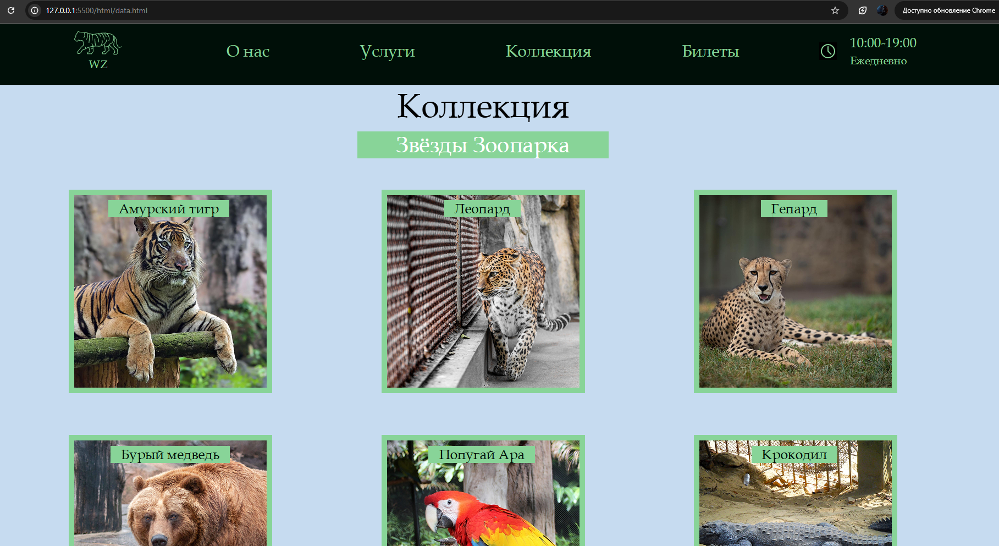 127.0.0.1:5500/html/data.html
Доступно обновление Chrome
WZ
О нас
Услуги
Коллекция
Билеты
10:00-19:00
Ежедневно
Коллекция
Звёзды Зоопарка
Амурский тигр
Леопард
Гепард
Бурый медведь
Попугай Ара
Крокодил